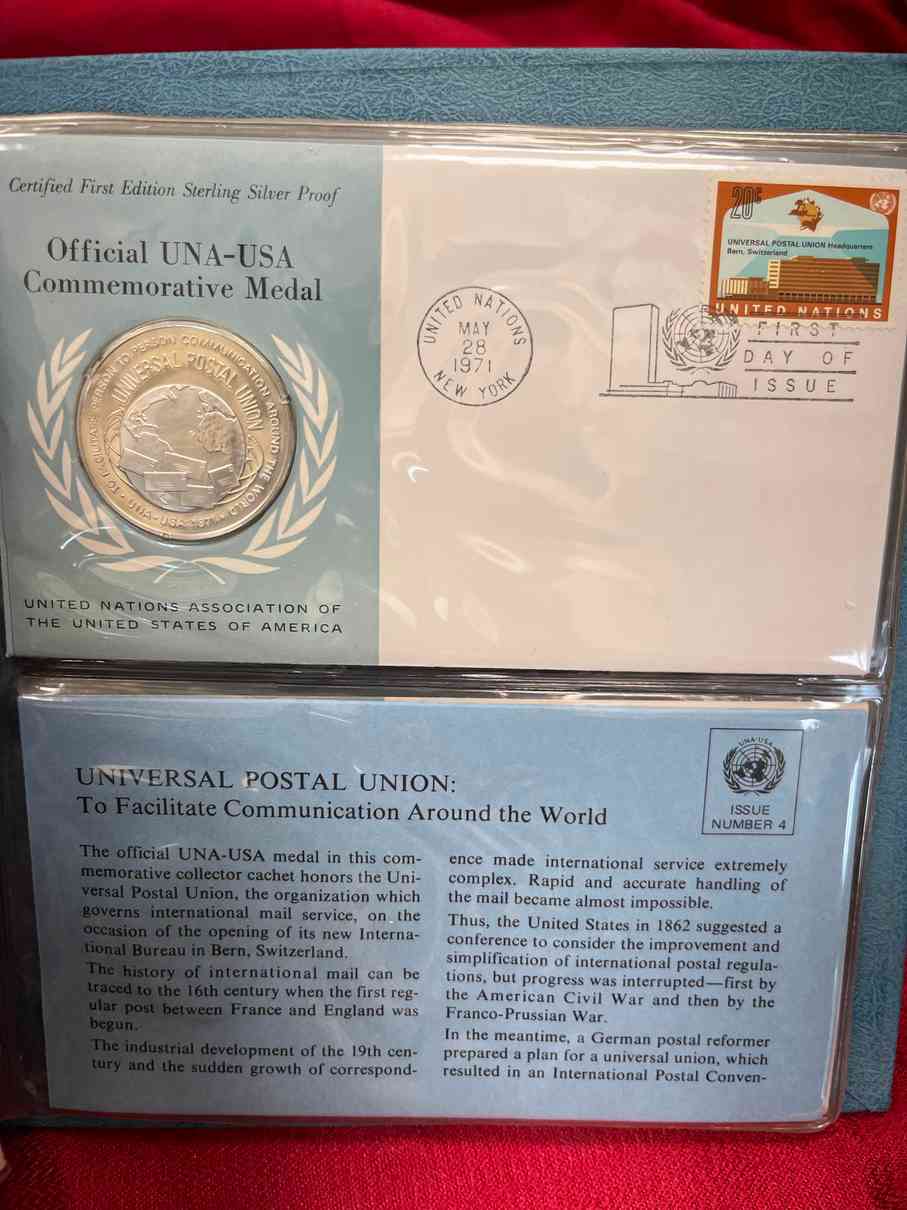 Certified First Edition Sterling Silver Proof
Official UNA-USA
Commemorative Medal
TO FACILITATE PERSON TO PERSON COMMUNICATION AROUND THE WORLD
UNIVERSAL POSTAL UNION
UNA-USA 1971
UNITED NATIONS ASSOCIATION OF
THE UNITED STATES OF AMERICA
UNITED NATIONS
MAY
28
1971
NEW YORK
20c
UNIVERSAL POSTAL UNION Headquarters
Bern, Switzerland
UNITED NATIONS
FIRST
DAY OF
ISSUE
UNIVERSAL POSTAL UNION:
To Facilitate Communication Around the World
UNA-USA
ISSUE
NUMBER 4
The official UNA-USA medal in this com-
memorative collector cachet honors the Uni-
versal Postal Union, the organization which
governs international mail service, on the
occasion of the opening of its new Interna-
tional Bureau in Bern, Switzerland.
The history of international mail can be
traced to the 16th century when the first reg-
ular post between France and England was
begun.
The industrial development of the 19th cen-
tury and the sudden growth of correspond-
ence made international service extremely
complex. Rapid and accurate handling of
the mail became almost impossible.
Thus, the United States in 1862 suggested a
conference to consider the improvement and
simplification of international postal regula-
tions, but progress was interrupted—first by
the American Civil War and then by the
Franco-Prussian War.
In the meantime, a German postal reformer
prepared a plan for a universal union, which
resulted in an International Postal Conven-